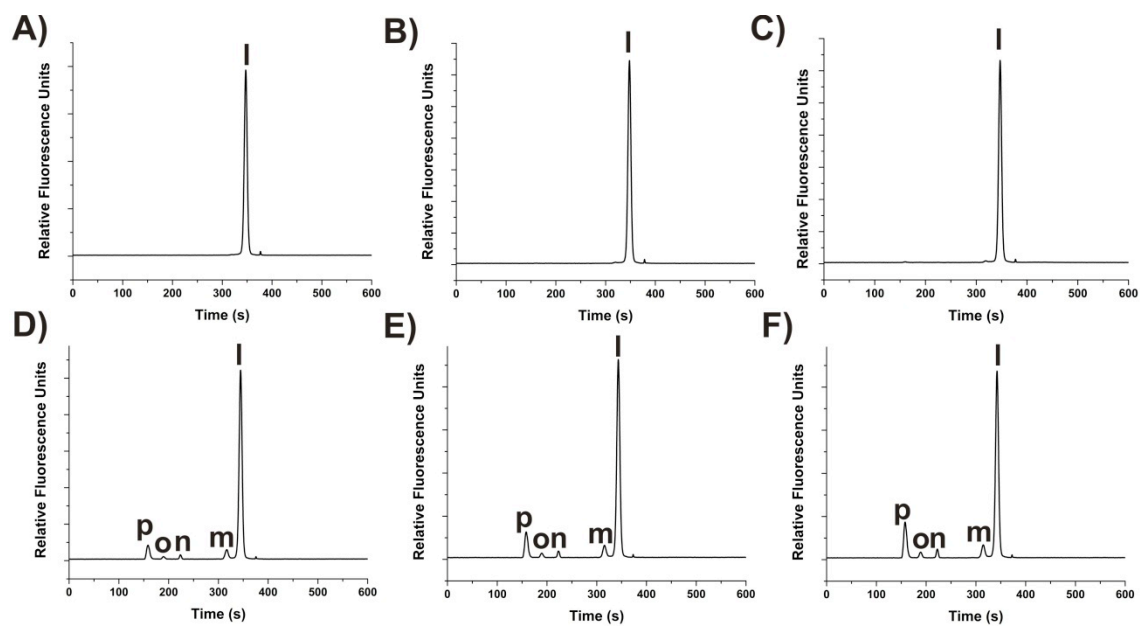 A)
l
Relative Fluorescence Units
0 100 200 300 400 500 600
Time (s)
B)
l
Relative Fluorescence Units
0 100 200 300 400 500 600
Time (s)
C)
l
Relative Fluorescence Units
0 100 200 300 400 500 600
Time (s)
D)
l
p o n m
Relative Fluorescence Units
0 100 200 300 400 500 600
Time (s)
E)
l
p o n m
Relative Fluorescence Units
0 100 200 300 400 500 600
Time (s)
F)
l
p o n m
Relative Fluorescence Units
0 100 200 300 400 500 600
Time (s)